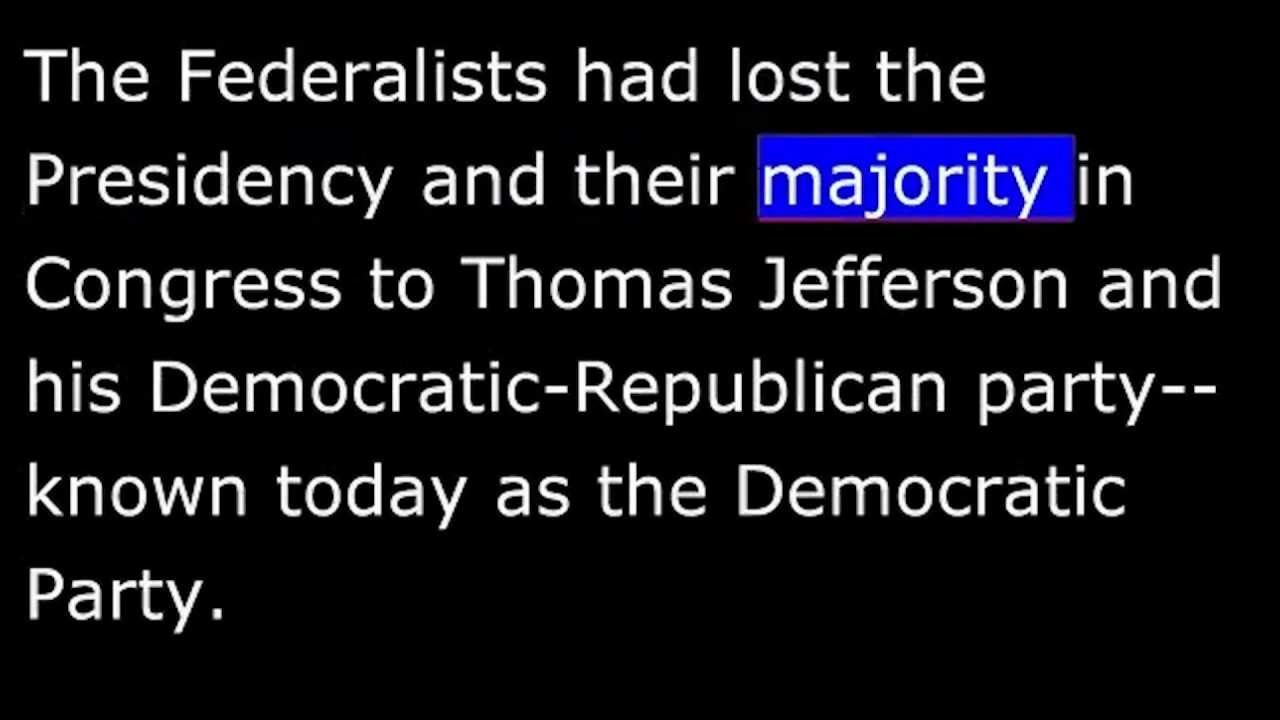 The Federalists had lost the
Presidency and their majority in
Congress to Thomas Jefferson and
his Democratic-Republican party--
known today as the Democratic
Party.